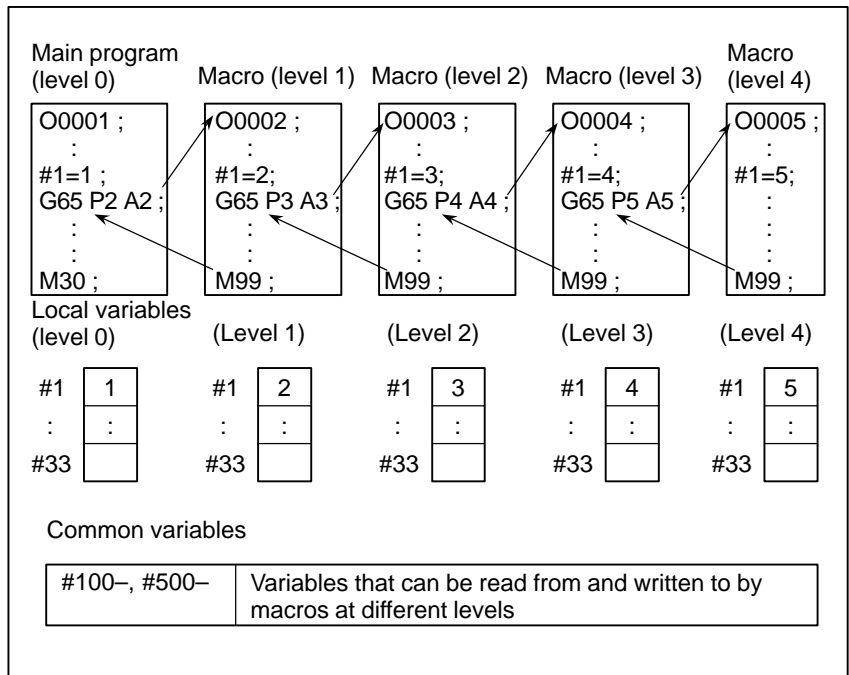 Main program
(level 0)
Macro (level 1)
Macro (level 2)
Macro (level 3)
Macro
(level 4)
O0001 ;
:
#1=1 ;
G65 P2 A2 ;
:
:
M30 ;
O0002 ;
:
#1=2;
G65 P3 A3 ;
:
:
M99 ;
O0003 ;
:
#1=3;
G65 P4 A4 ;
:
:
M99 ;
O0004 ;
:
#1=4;
G65 P5 A5 ;
:
:
M99 ;
O0005 ;
:
#1=5;
:
:
:
M99 ;
Local variables
(level 0)
(Level 1)
(Level 2)
(Level 3)
(Level 4)
#1 1
: :
#33
#1 2
: :
#33
#1 3
: :
#33
#1 4
: :
#33
#1 5
: :
#33
Common variables
#100–, #500–
Variables that can be read from and written to by
macros at different levels